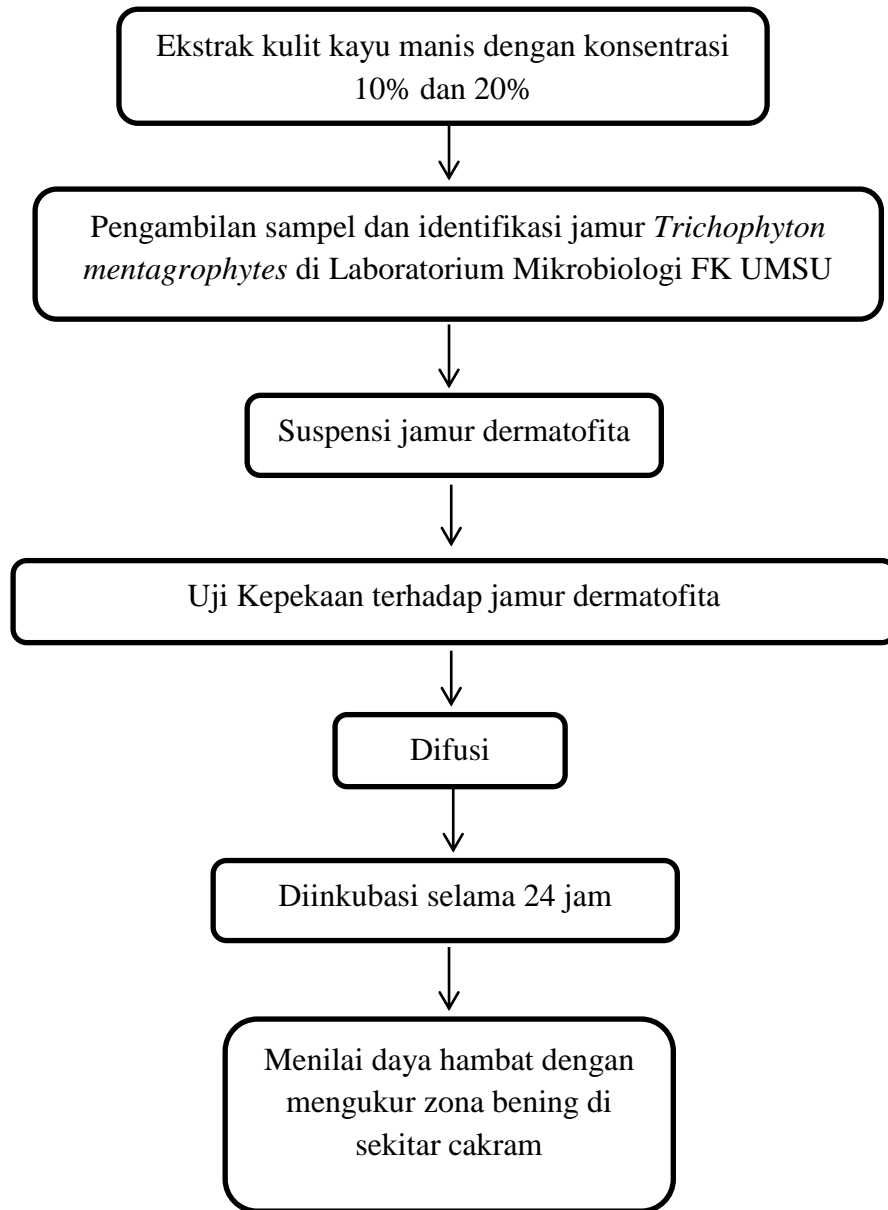 Ekstrak kulit kayu manis dengan konsentrasi
10% dan 20%
Pengambilan sampel dan identifikasi jamur Trichophyton
mentagrophytes di Laboratorium Mikrobiologi FK UMSU
Suspensi jamur dermatofita
Uji Kepekaan terhadap jamur dermatofita
Difusi
Diinkubasi selama 24 jam
Menilai daya hambat dengan
mengukur zona bening di
sekitar cakram